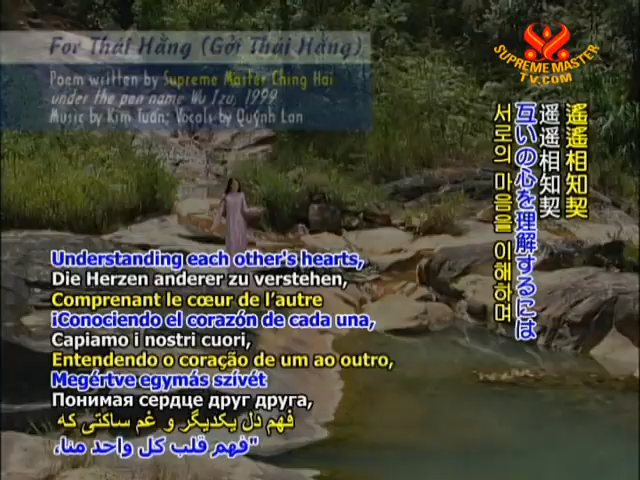 For Thái Hằng (Gởi Thái Hằng)
Poem written by Supreme Master Ching Hai
under the pen name Wu Tzu, 1999
Music by Kim Tuấn; Vocals by Quỳnh Lan
SUPREME MASTER
TV.COM
遙遙相知契
遥遥相知契
互いの心を理解するには
서로의 마음을 이해하며
Understanding each other's hearts,
Die Herzen anderer zu verstehen,
Comprenant le cœur de l'autre
¡Conociendo el corazón de cada una,
Capiamo i nostri cuori,
Entendendo o coração de um ao outro,
Megértve egymás szívét
Понимая сердце друг друга,
فهم دل یکدیگر و غم ساکتی که
"فهم قلب كل واحد منا،